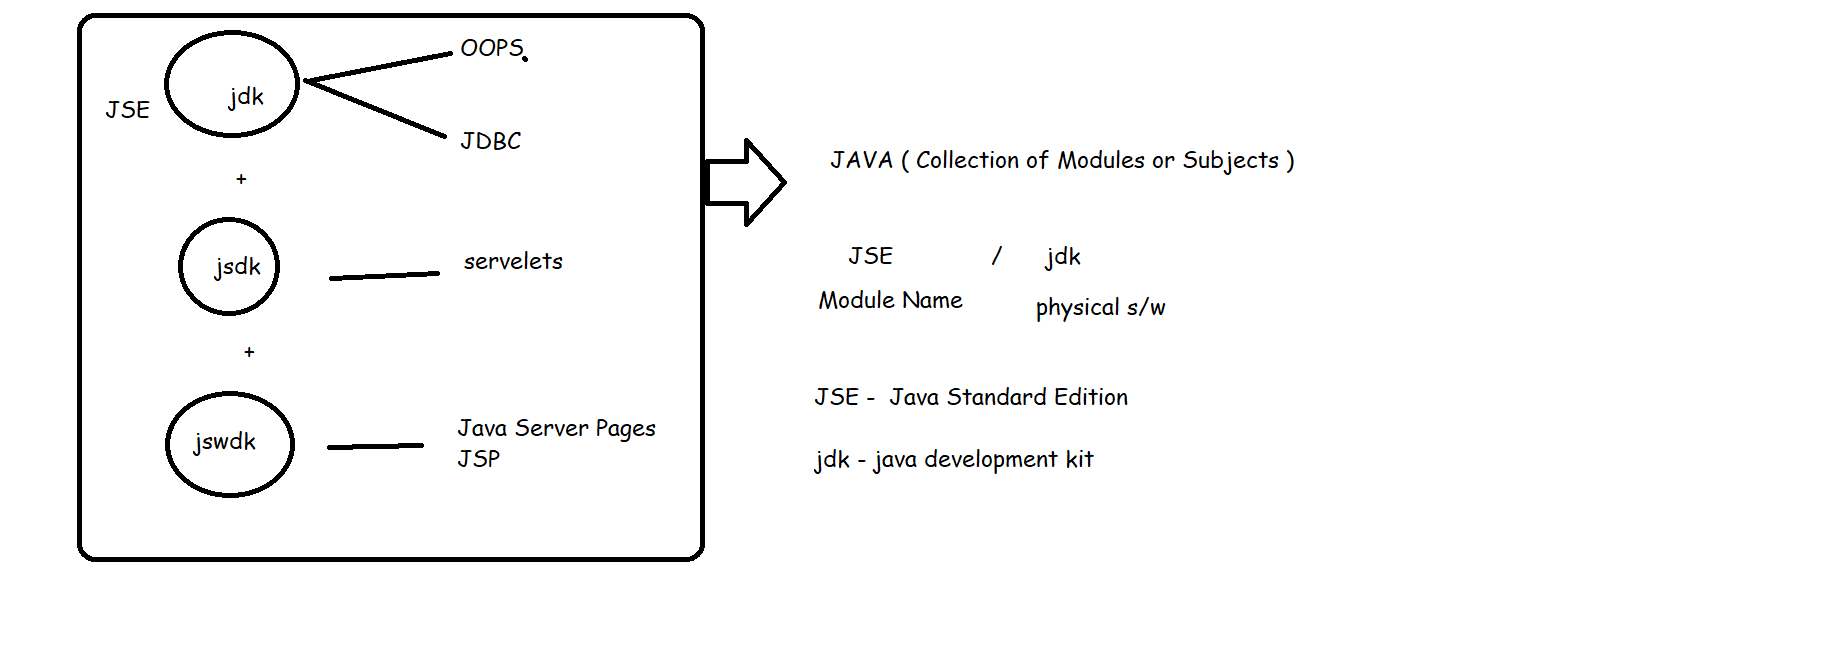 OOPS.
jdk
JSE
JDBC
+
jsdk
servelets
+
jswdk
Java Server Pages
JSP
JAVA ( Collection of Modules or Subjects )
JSE / jdk
Module Name physical s/w
JSE - Java Standard Edition
jdk - java development kit